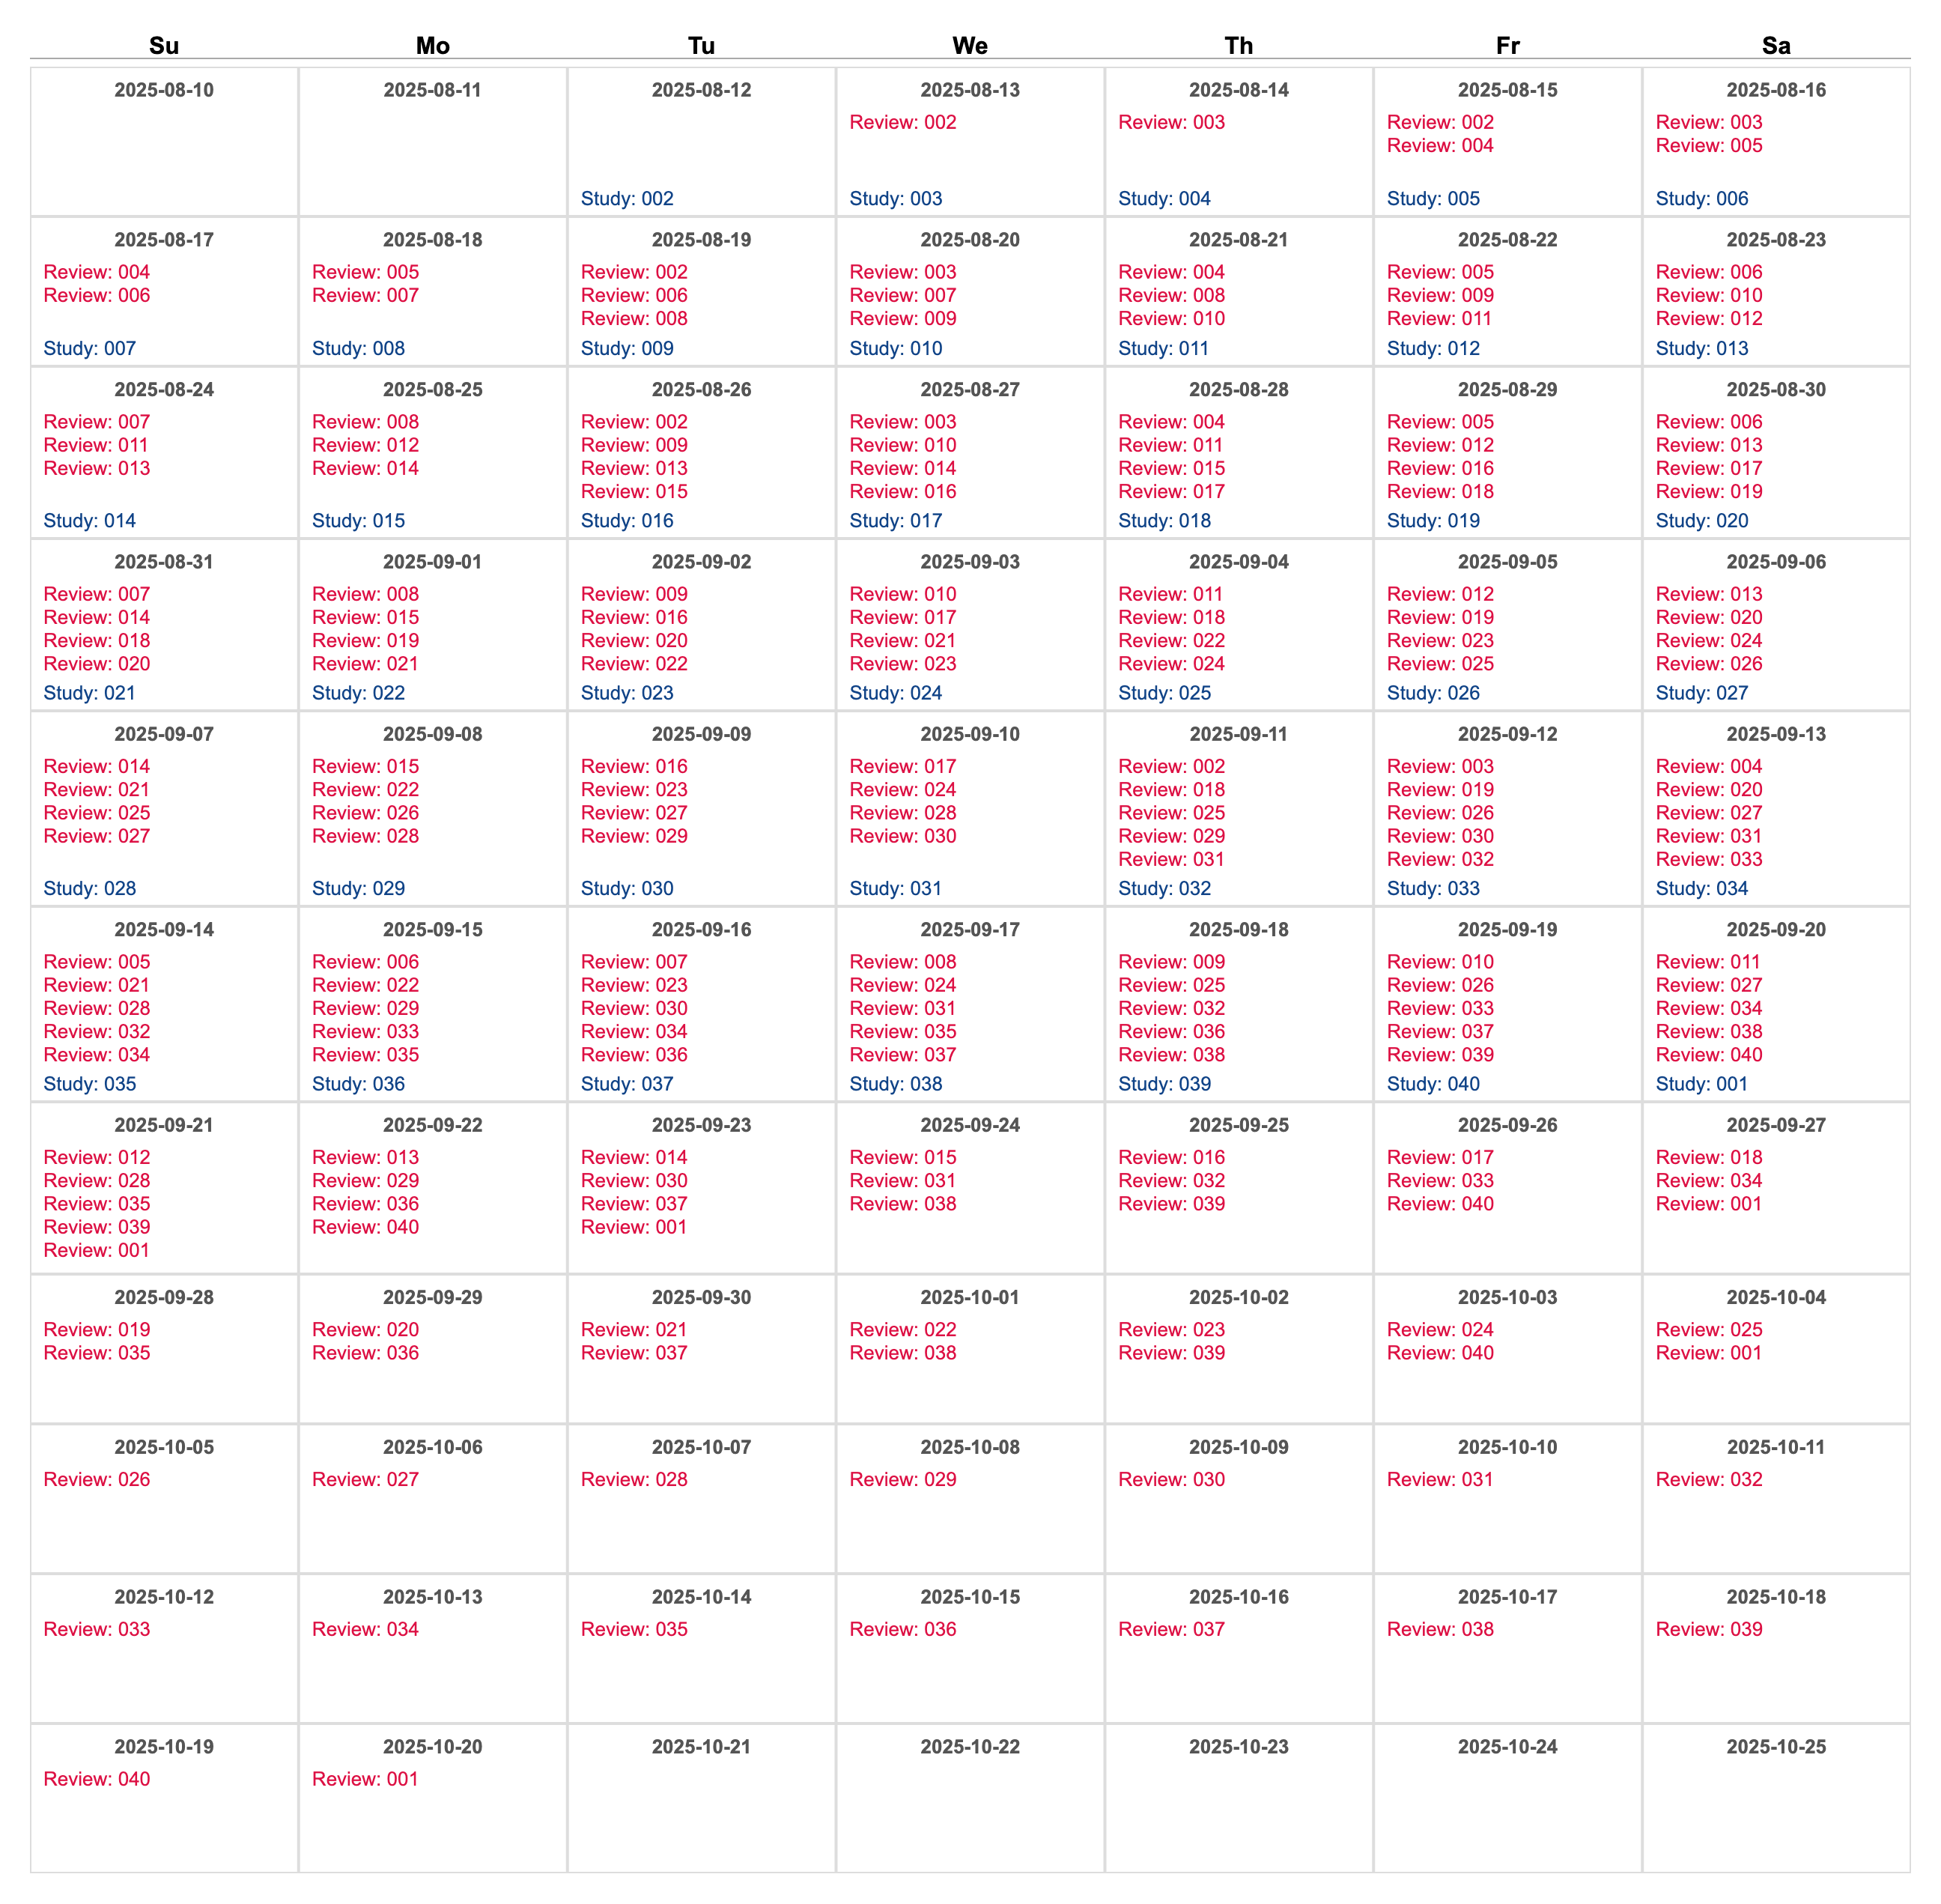 Su Mo Tu We Th Fr Sa
2025-08-10
2025-08-11
2025-08-12
Study: 002
2025-08-13
Review: 002
Study: 003
2025-08-14
Review: 003
Study: 004
2025-08-15
Review: 002
Review: 004
Study: 005
2025-08-16
Review: 003
Review: 005
Study: 006
2025-08-17
Review: 004
Review: 006
Study: 007
2025-08-18
Review: 005
Review: 007
Study: 008
2025-08-19
Review: 002
Review: 006
Review: 008
Study: 009
2025-08-20
Review: 003
Review: 007
Review: 009
Study: 010
2025-08-21
Review: 004
Review: 008
Review: 010
Study: 011
2025-08-22
Review: 005
Review: 009
Review: 011
Study: 012
2025-08-23
Review: 006
Review: 010
Review: 012
Study: 013
2025-08-24
Review: 007
Review: 011
Review: 013
Study: 014
2025-08-25
Review: 008
Review: 012
Review: 014
Study: 015
2025-08-26
Review: 002
Review: 009
Review: 013
Review: 015
Study: 016
2025-08-27
Review: 003
Review: 010
Review: 014
Review: 016
Study: 017
2025-08-28
Review: 004
Review: 011
Review: 015
Review: 017
Study: 018
2025-08-29
Review: 005
Review: 012
Review: 016
Review: 018
Study: 019
2025-08-30
Review: 006
Review: 013
Review: 017
Review: 019
Study: 020
2025-08-31
Review: 007
Review: 014
Review: 018
Review: 020
Study: 021
2025-09-01
Review: 008
Review: 015
Review: 019
Review: 021
Study: 022
2025-09-02
Review: 009
Review: 016
Review: 020
Review: 022
Study: 023
2025-09-03
Review: 010
Review: 017
Review: 021
Review: 023
Study: 024
2025-09-04
Review: 011
Review: 018
Review: 022
Review: 024
Study: 025
2025-09-05
Review: 012
Review: 019
Review: 023
Review: 025
Study: 026
2025-09-06
Review: 013
Review: 020
Review: 024
Review: 026
Study: 027
2025-09-07
Review: 014
Review: 021
Review: 025
Review: 027
Study: 028
2025-09-08
Review: 015
Review: 022
Review: 026
Review: 028
Study: 029
2025-09-09
Review: 016
Review: 023
Review: 027
Review: 029
Study: 030
2025-09-10
Review: 017
Review: 024
Review: 028
Review: 030
Study: 031
2025-09-11
Review: 002
Review: 018
Review: 025
Review: 029
Review: 031
Study: 032
2025-09-12
Review: 003
Review: 019
Review: 026
Review: 030
Review: 032
Study: 033
2025-09-13
Review: 004
Review: 020
Review: 027
Review: 031
Review: 033
Study: 034
2025-09-14
Review: 005
Review: 021
Review: 028
Review: 032
Review: 034
Study: 035
2025-09-15
Review: 006
Review: 022
Review: 029
Review: 033
Review: 035
Study: 036
2025-09-16
Review: 007
Review: 023
Review: 030
Review: 034
Review: 036
Study: 037
2025-09-17
Review: 008
Review: 024
Review: 031
Review: 035
Review: 037
Study: 038
2025-09-18
Review: 009
Review: 025
Review: 032
Review: 036
Review: 038
Study: 039
2025-09-19
Review: 010
Review: 026
Review: 033
Review: 037
Review: 039
Study: 040
2025-09-20
Review: 011
Review: 027
Review: 034
Review: 038
Review: 040
Study: 001
2025-09-21
Review: 012
Review: 028
Review: 035
Review: 039
Review: 001
2025-09-22
Review: 013
Review: 029
Review: 036
Review: 040
2025-09-23
Review: 014
Review: 030
Review: 037
Review: 001
2025-09-24
Review: 015
Review: 031
Review: 038
2025-09-25
Review: 016
Review: 032
Review: 039
2025-09-26
Review: 017
Review: 033
Review: 040
2025-09-27
Review: 018
Review: 034
Review: 001
2025-09-28
Review: 019
Review: 035
2025-09-29
Review: 020
Review: 036
2025-09-30
Review: 021
Review: 037
2025-10-01
Review: 022
Review: 038
2025-10-02
Review: 023
Review: 039
2025-10-03
Review: 024
Review: 040
2025-10-04
Review: 025
Review: 001
2025-10-05
Review: 026
2025-10-06
Review: 027
2025-10-07
Review: 028
2025-10-08
Review: 029
2025-10-09
Review: 030
2025-10-10
Review: 031
2025-10-11
Review: 032
2025-10-12
Review: 033
2025-10-13
Review: 034
2025-10-14
Review: 035
2025-10-15
Review: 036
2025-10-16
Review: 037
2025-10-17
Review: 038
2025-10-18
Review: 039
2025-10-19
Review: 040
2025-10-20
Review: 001
2025-10-21
2025-10-22
2025-10-23
2025-10-24
2025-10-25